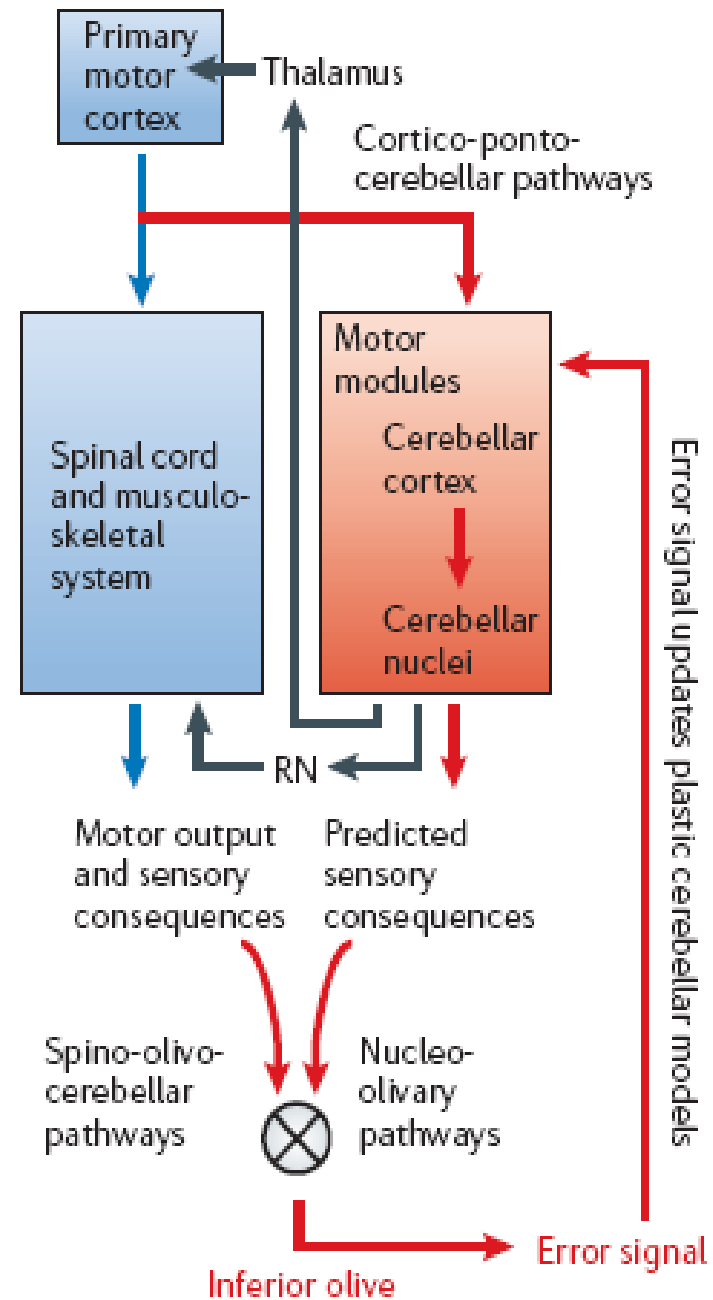 Primary
motor
cortex
Thalamus
Cortico-ponto-
cerebellar pathways
Spinal cord
and musculo-
skeletal
system
Motor
modules
Cerebellar
cortex
Cerebellar
nuclei
Error signal updates plastic cerebellar models
RN
Motor output
and sensory
consequences
Predicted
sensory
consequences
Spino-olivo-
cerebellar
pathways
Nucleo-
olivary
pathways
Error signal
Inferior olive